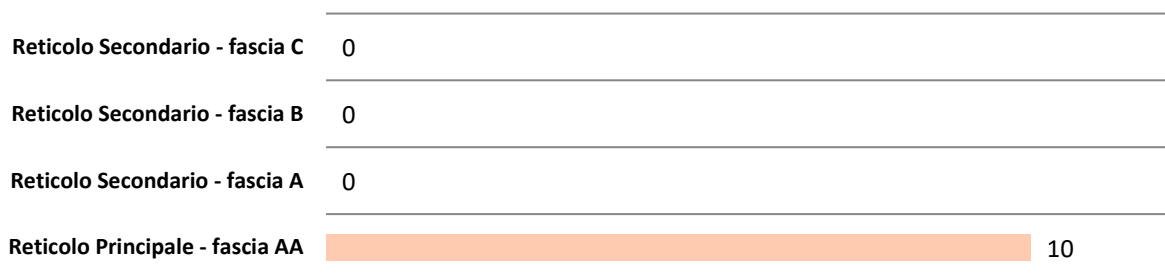 Reticolo Secondario - fascia C 0
Reticolo Secondario - fascia B 0
Reticolo Secondario - fascia A 0
Reticolo Principale - fascia AA 10